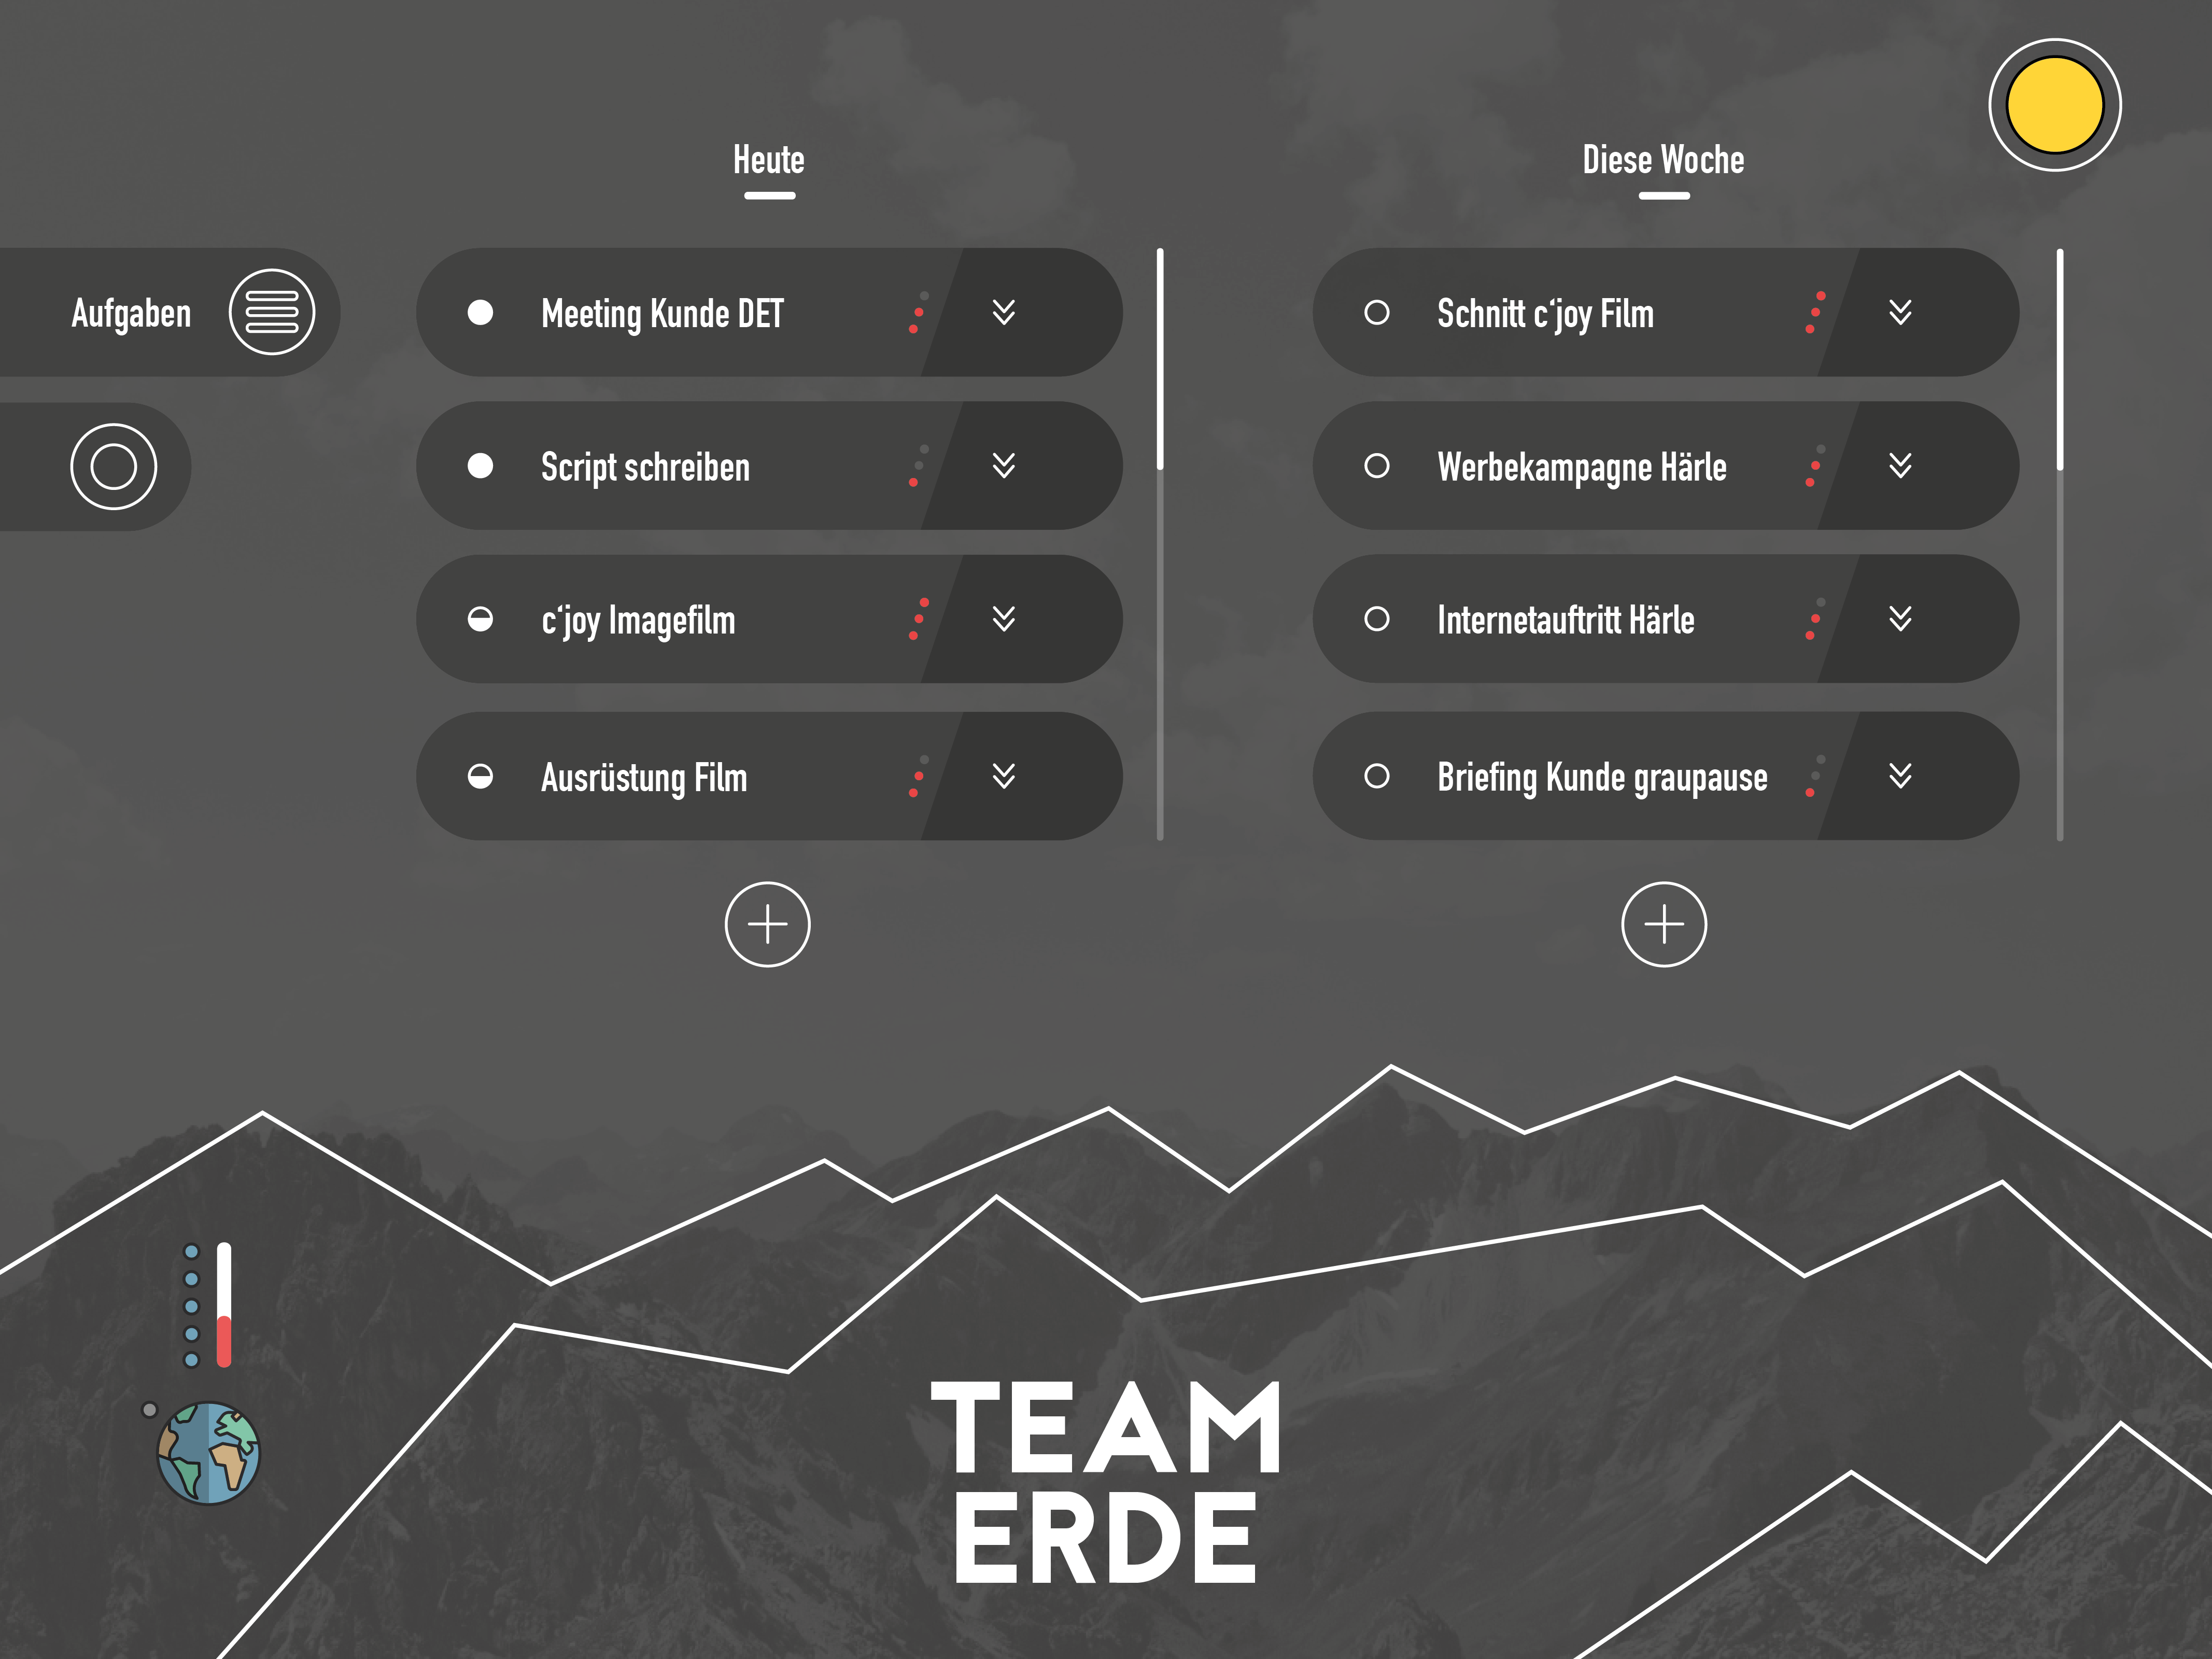 Heute
Diese Woche
Aufgaben
Meeting Kunde DET
Script schreiben
c‘joy Imagefilm
Ausrüstung Film
Schnitt c‘joy Film
Werbekampagne Härle
Internetauftritt Härle
Briefing Kunde graupause
TEAM
ERDE